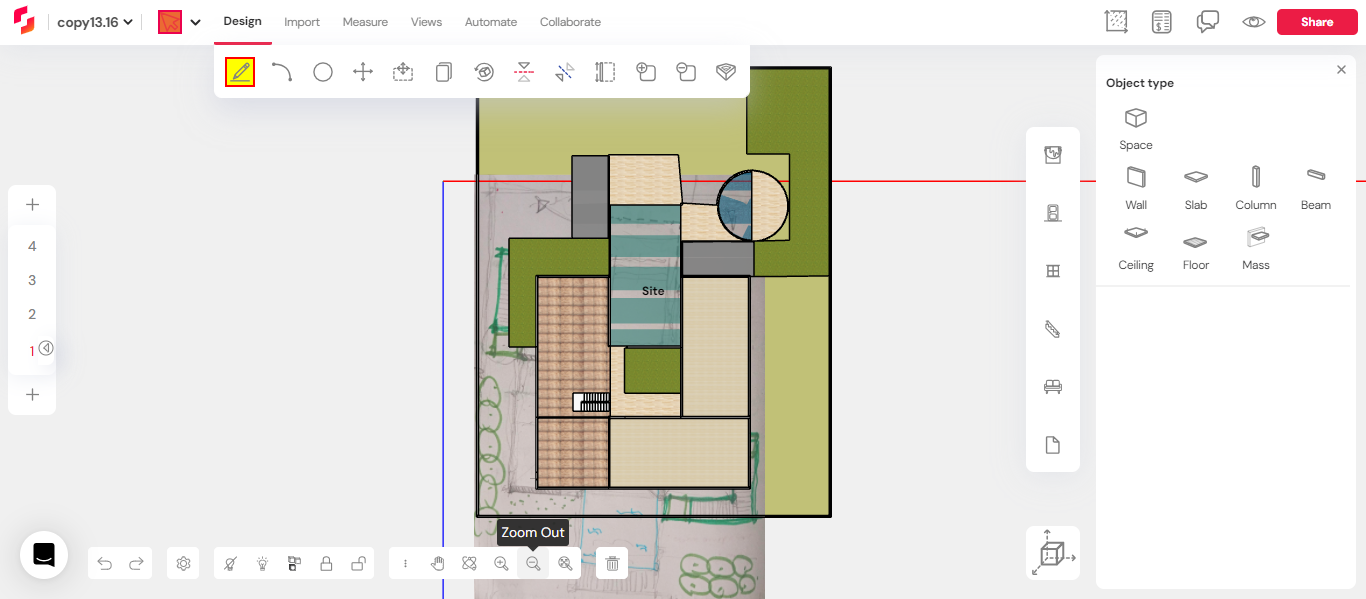 copy13.16
Design
Import
Measure
Views
Automate
Collaborate
Share
Object type
Space
Wall
Slab
Column
Beam
Ceiling
Floor
Mass
4
3
2
1
Site
Zoom Out